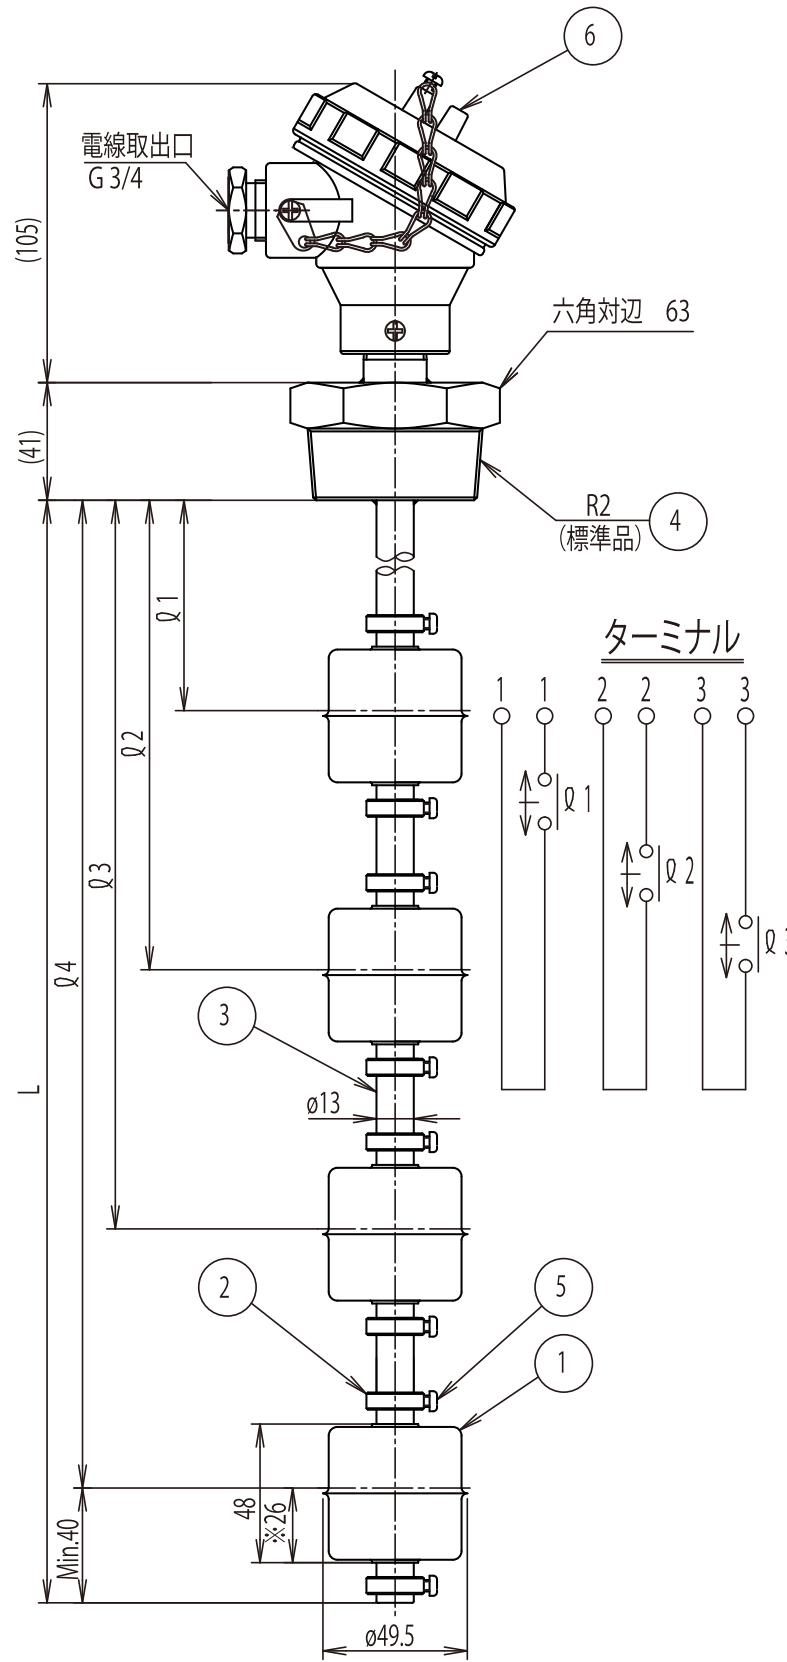 6
電線取出口
G 3/4
(105)
六角対辺 63
(41)
R2
(標準品)
4
ℓ1
ターミナル
1 1 2 2 3 3
ℓ2
ℓ1
ℓ3
ℓ2
ℓ4
ℓ3
3
L
ø13
2
5
1
48
※26
Min.40
ø49.5